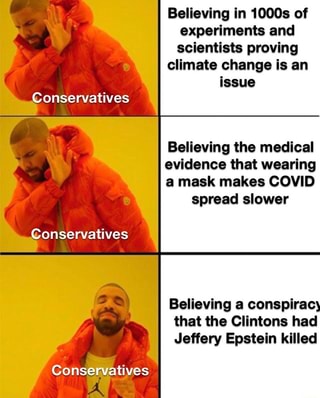 Believing in 1000s of
experiments and
scientists proving
climate change is an
issue
Conservatives
Believing the medical
evidence that wearing
a mask makes COVID
spread slower
Conservatives
Believing a conspiracy
that the Clintons had
Jeffery Epstein killed
Conservatives